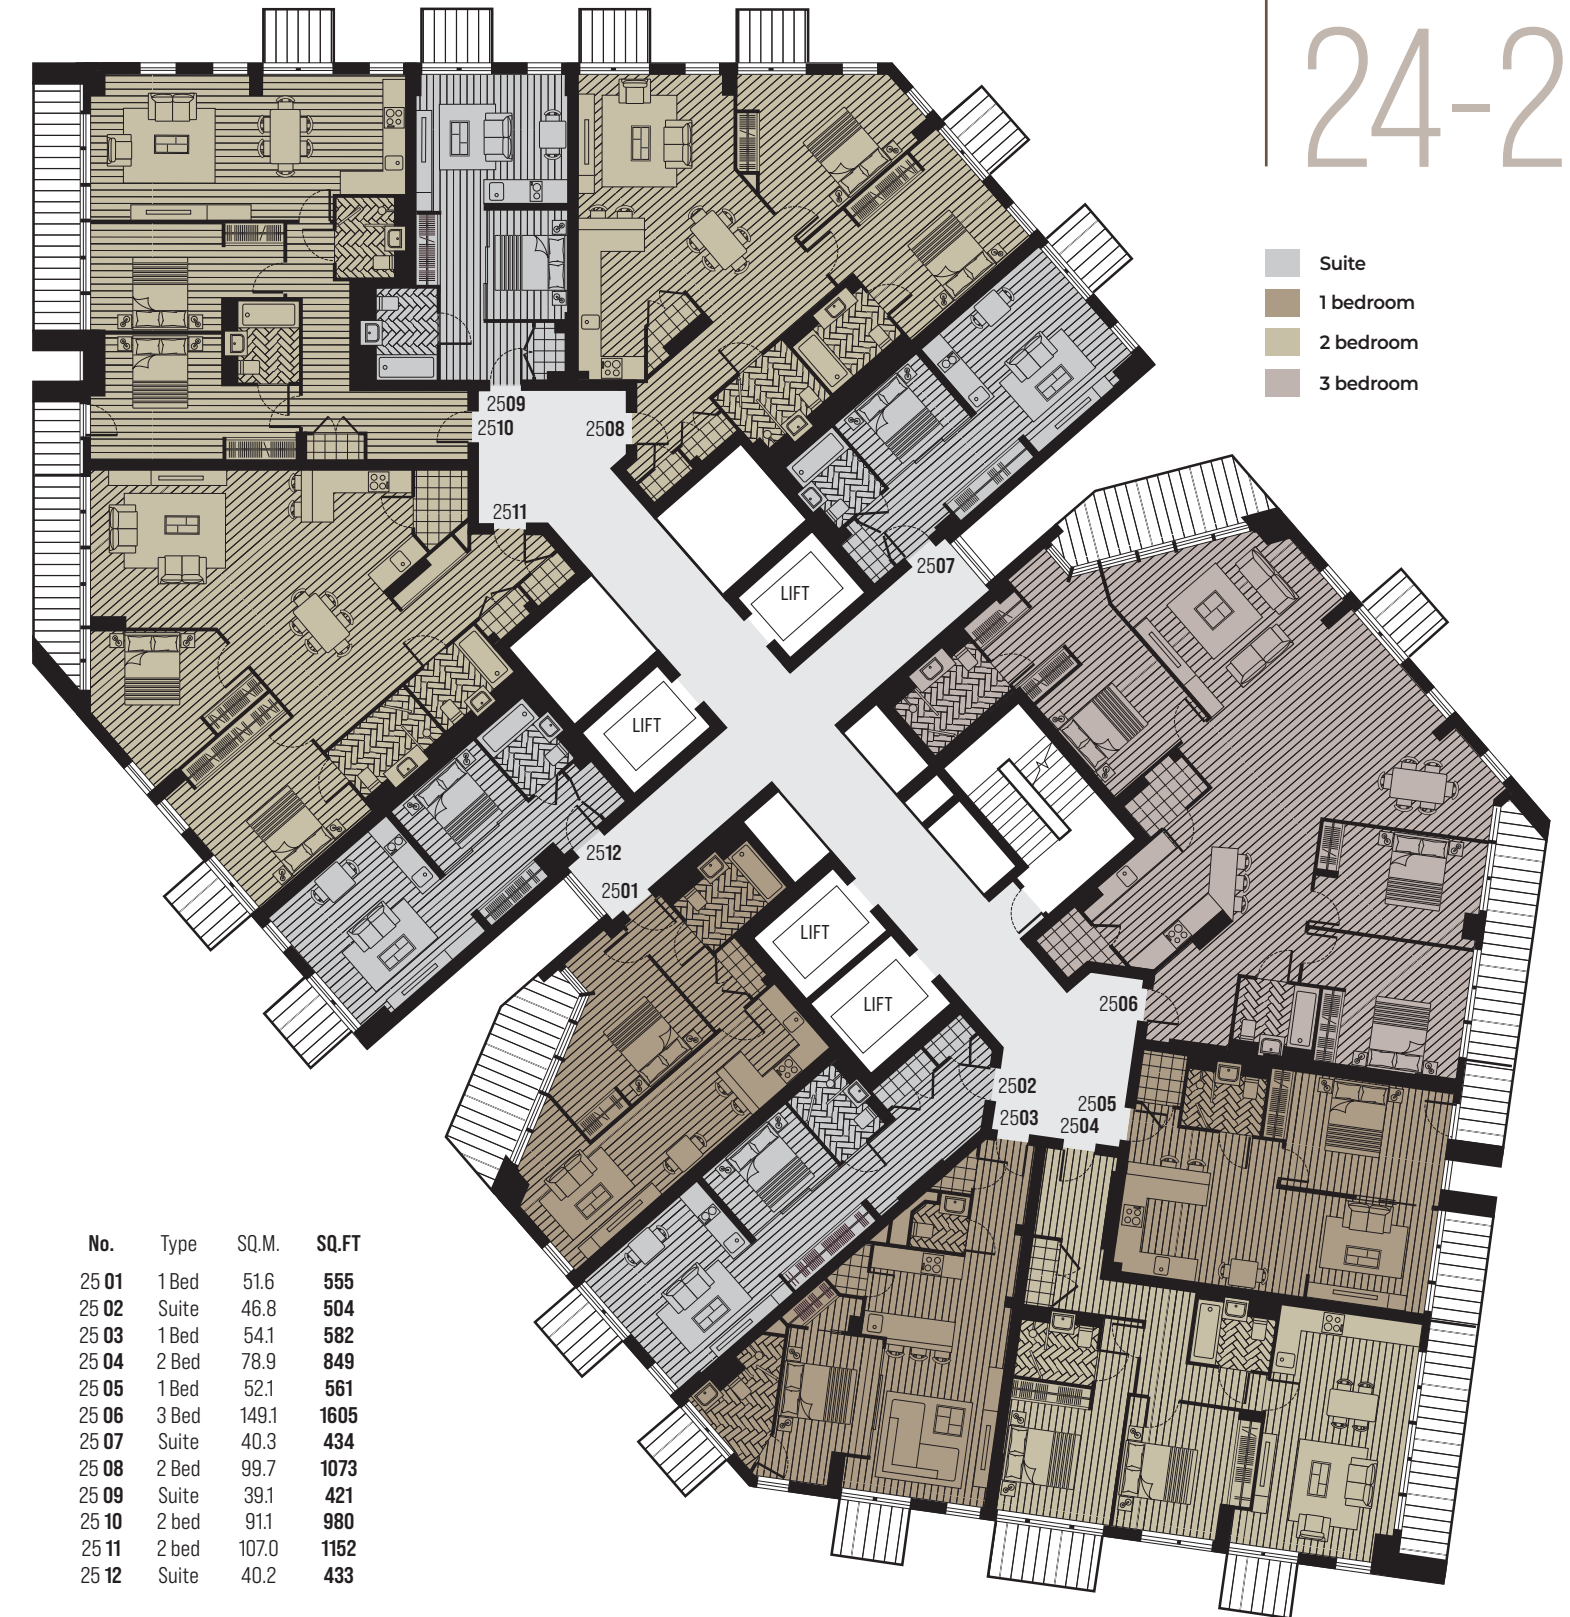 24-2
Suite
1 bedroom
2 bedroom
3 bedroom
2509
2510
2508
2511
2507
LIFT
LIFT
2512
2501
LIFT
LIFT
2506
2502
2505
2503
2504
No. Type SQ.M. SQ.FT
25 01 1 Bed 51.6 555
25 02 Suite 46.8 504
25 03 1 Bed 54.1 582
25 04 2 Bed 78.9 849
25 05 1 Bed 52.1 561
25 06 3 Bed 149.1 1605
25 07 Suite 40.3 434
25 08 2 Bed 99.7 1073
25 09 Suite 39.1 421
25 10 2 bed 91.1 980
25 11 2 bed 107.0 1152
25 12 Suite 40.2 433